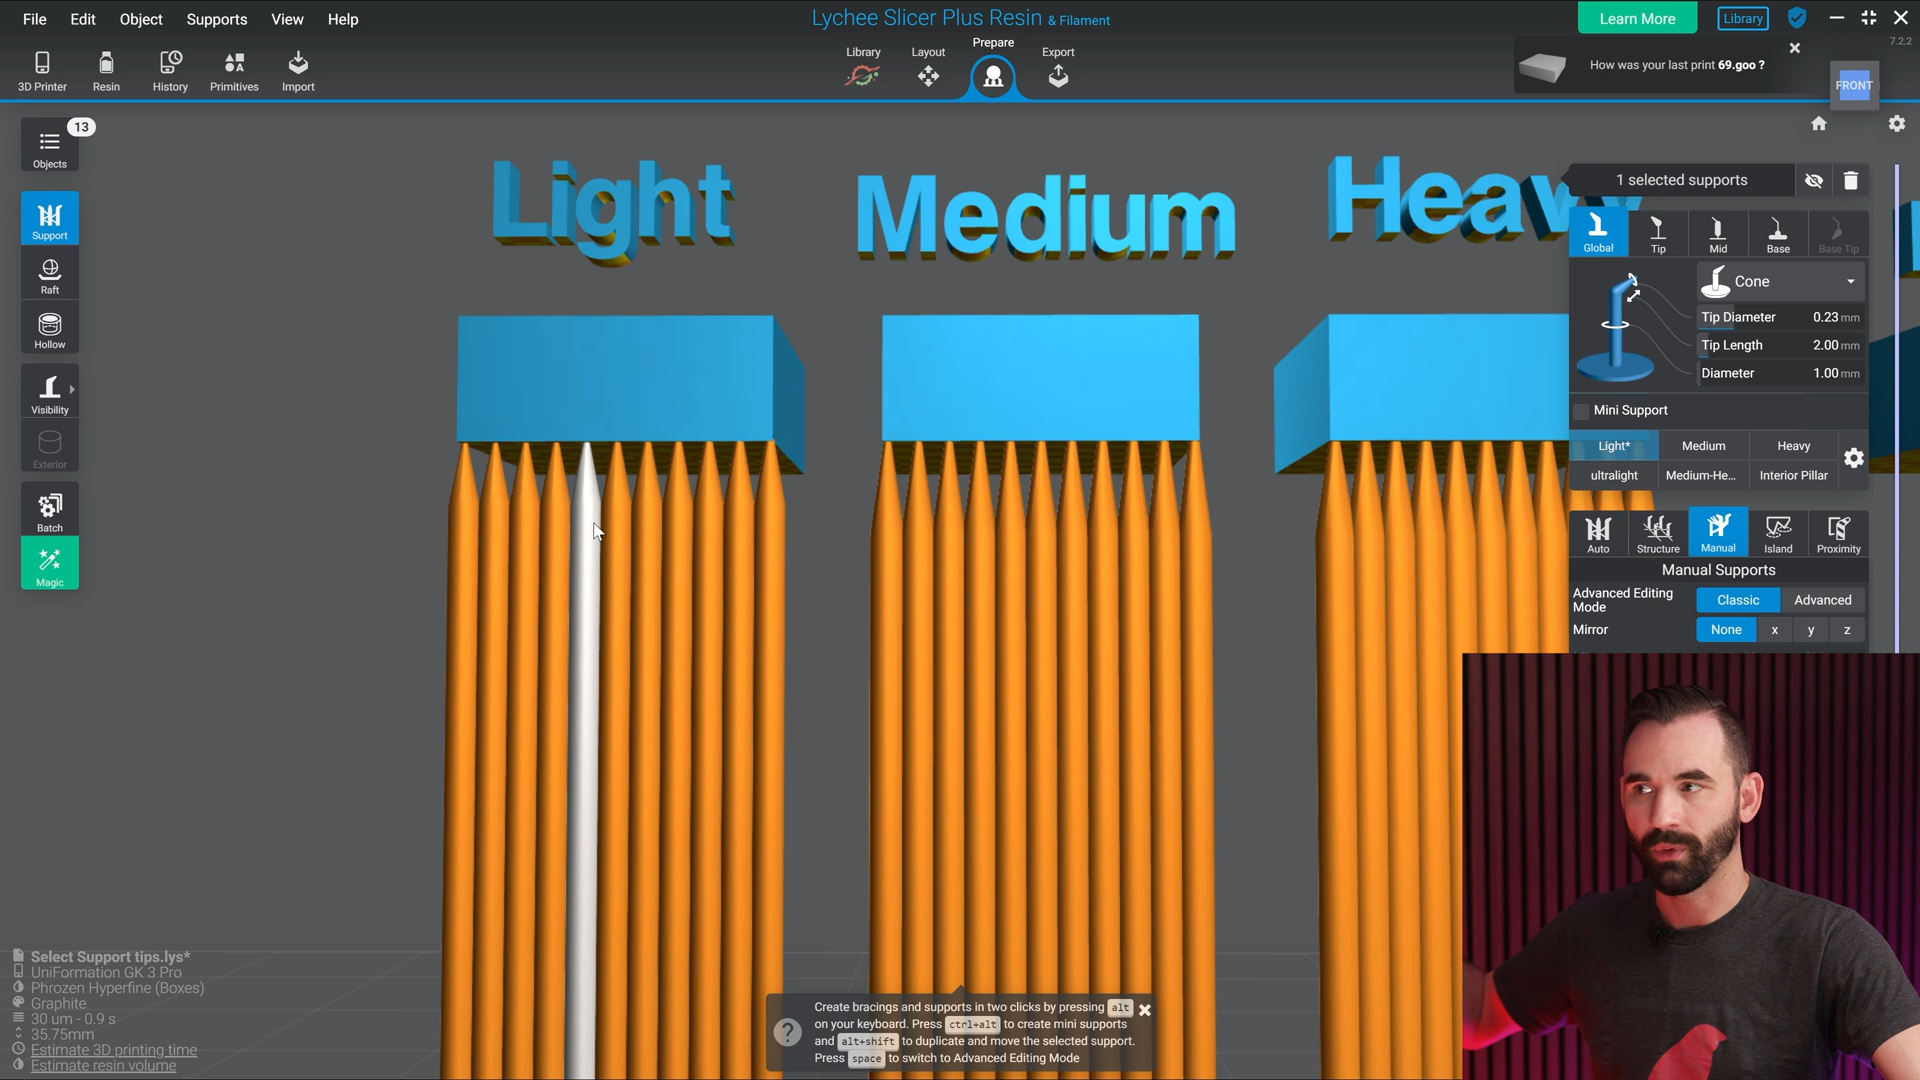 File Edit Object Supports View Help
Lychee Slicer Plus Resin & Filament
Learn More
Library
7.2.2
3D Printer
Resin
History
Primitives
Import
Library
Layout
Prepare
Export
How was your last print 69.goo ?
FRONT
13
Objects
Support
Raft
Hollow
Visibility
Exterior
Batch
Magic
Light
Medium
1 selected supports
Global
Tip
Mid
Base
Base Tip
Cone
Tip Diameter 0.23 mm
Tip Length 2.00 mm
Diameter 1.00 mm
Mini Support
Light* Medium Heavy
ultralight Medium-He... Interior Pillar
Auto
Structure
Manual
Island
Proximity
Manual Supports
Advanced Editing
Mode
Classic Advanced
Mirror None x y z
Select Support tips.lys*
UniFormation GK 3 Pro
Phrozen Hyperfine (Boxes)
Graphite
30 um - 0.9 s
35.75mm
Estimate 3D printing time
Estimate resin volume
Create bracings and supports in two clicks by pressing alt
on your keyboard. Press ctrl+alt to create mini supports
and alt+shift to duplicate and move the selected support.
Press space to switch to Advanced Editing Mode